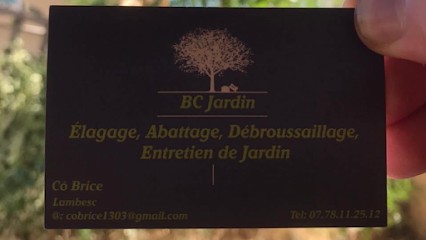 BC Jardin
Élagage, Abattage, Débroussaillage,
Entretien de Jardin
Cô Brice
Lambesc
@: cobrice1303@gmail.com
Tel: 07.78.11.29.12